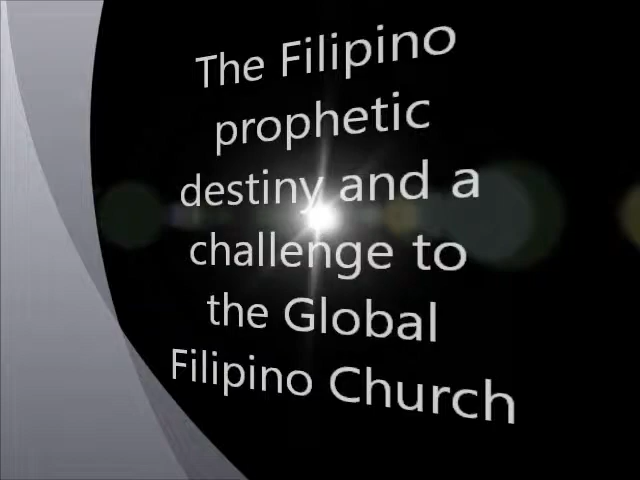 The Filipino
prophetic
destiny and a
challenge to
the Global
Filipino Church